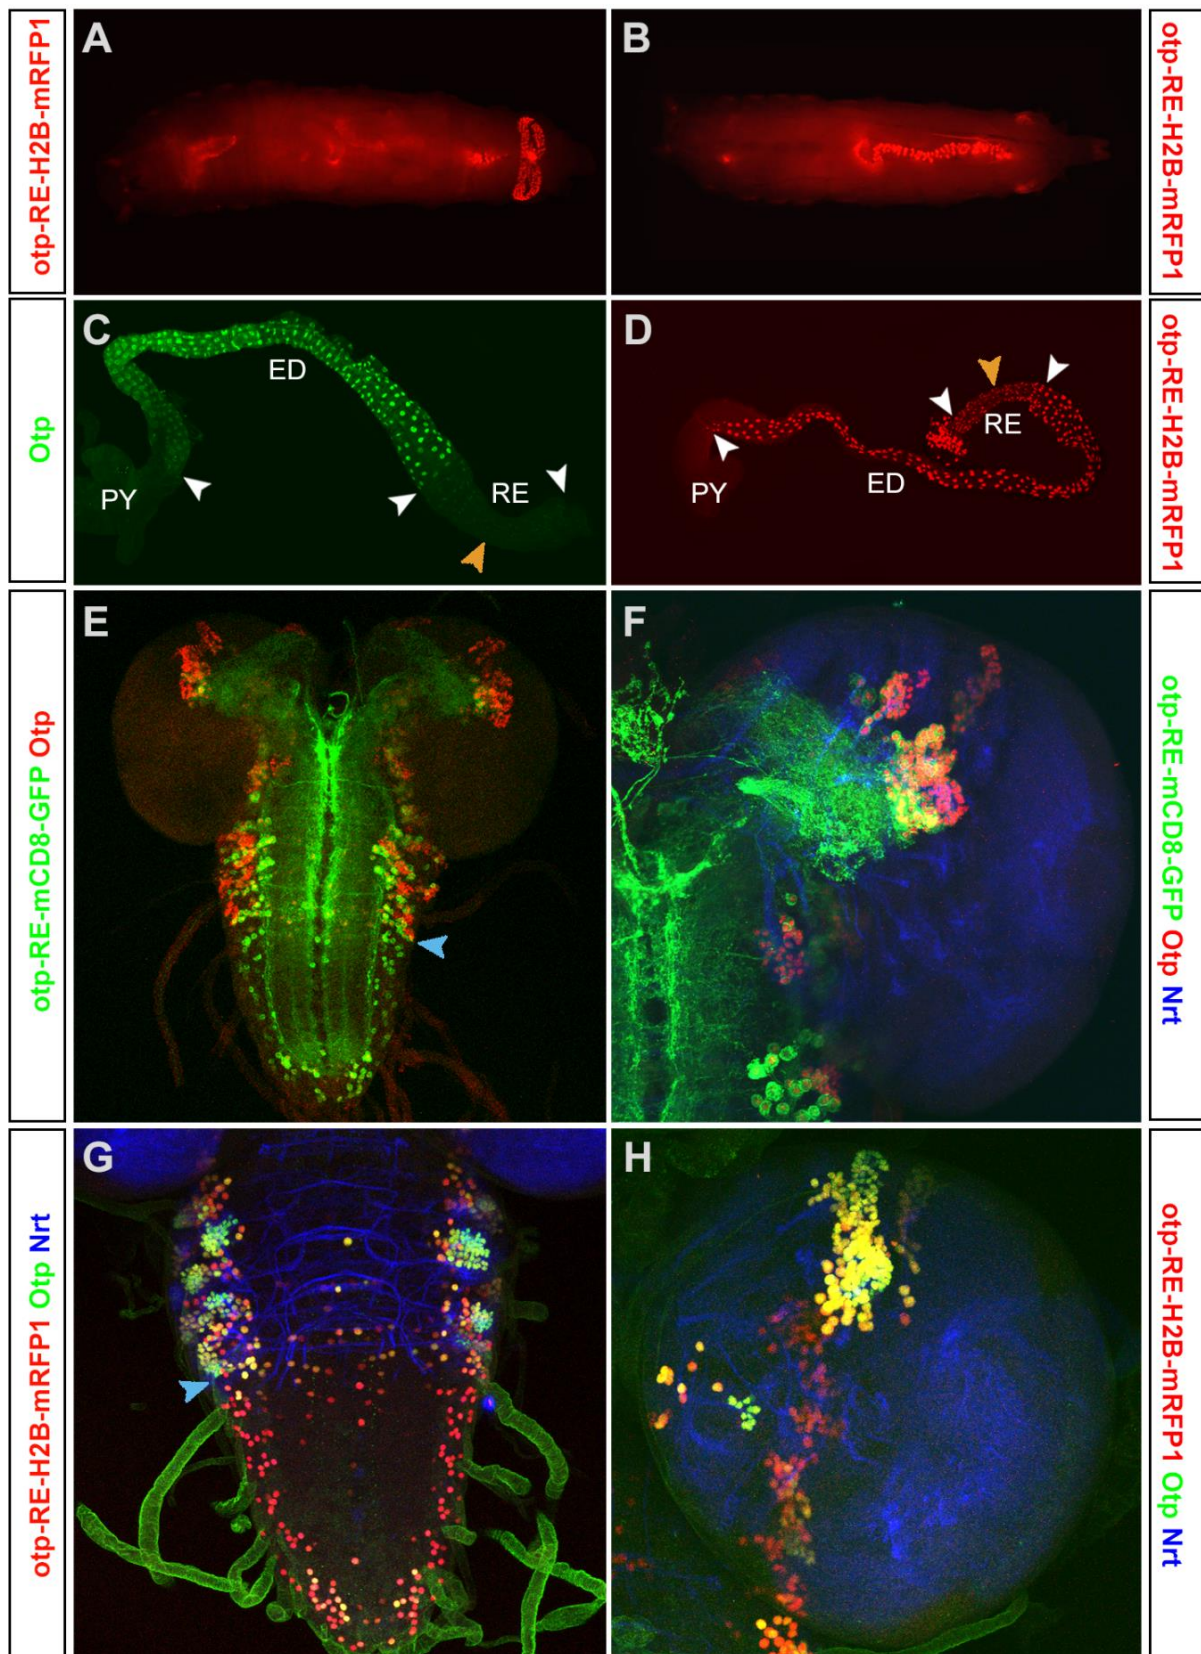 otp-RE-H2B-mRFP1
A
B
otp-RE-H2B-mRFP1
Otp
C
ED
PY
RE
D
RE
PY
ED
otp-RE-H2B-mRFP1
otp-RE-mCD8-GFP Otp
E
F
otp-RE-mCD8-GFP Otp Nrt
otp-RE-H2B-mRFP1 Otp Nrt
G
H
otp-RE-H2B-mRFP1 Otp Nrt